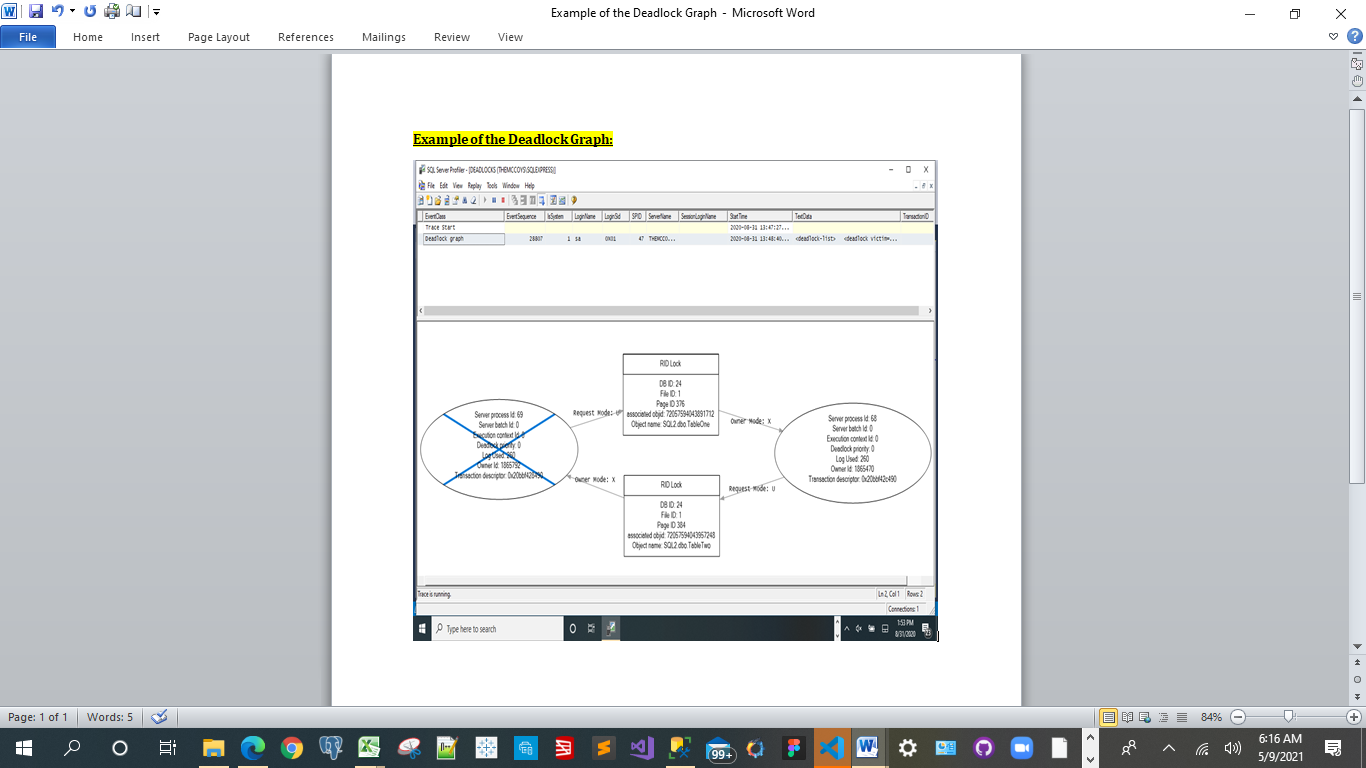 Example of the Deadlock Graph - Microsoft Word
File Home Insert Page Layout References Mailings Review View
Example of the Deadlock Graph:
SQL Server Profiler - [DEADLOCKS (THEMCCOYS\SQLEXPRESS)]
File Edit View Replay Tools Window Help
EventClass EventSequence IsSystem LoginName LoginSid SPID ServerName SessionLoginName StartTime TextData TransactionID
Trace Start 2020-08-31 13:47:27...
Deadlock graph 28807 1 sa 0X01 47 THEMCCO... 2020-08-31 13:48:40... <deadlock-list> <deadlock victim=...
Server process Id: 69
Server batch Id: 0
Execution context Id: 0
Deadlock priority: 0
Log Used: 260
Owner Id: 1865792
Transaction descriptor:
Request Mode: U
Owner Mode: X
RID Lock
DB ID: 24
File ID: 1
Page ID 376
associated objid: 72057594043891712
Object name: SQL2.dbo.TableOne
RID Lock
DB ID: 24
File ID: 1
Page ID 384
associated objid: 72057594043957248
Object name: SQL2.dbo.TableTwo
Owner Mode: X
Request Mode: U
Server process Id: 68
Server batch Id: 0
Execution context Id: 0
Deadlock priority: 0
Log Used: 260
Owner Id: 1865470
Transaction descriptor: 0x20bbf42c490
Trace is running.
Ln 2, Col 1 Rows: 2
Connections: 1
Type here to search
1:53 PM
8/31/2020
23
Page: 1 of 1 Words: 5
84%
99+
6:16 AM
5/9/2021